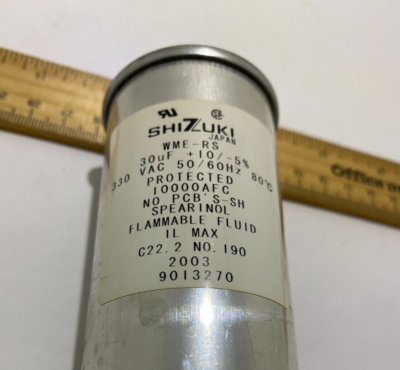 SHIZUKI
JAPAN
WME-RS
30uF +10/-5%
330 VAC 50/60Hz 80℃
PROTECTED
10000AFC
NO PCB'S-SH
SPEARINOL
FLAMMABLE FLUID
1L MAX
C22.2 NO.190
2003
9013270
OfficeWorks